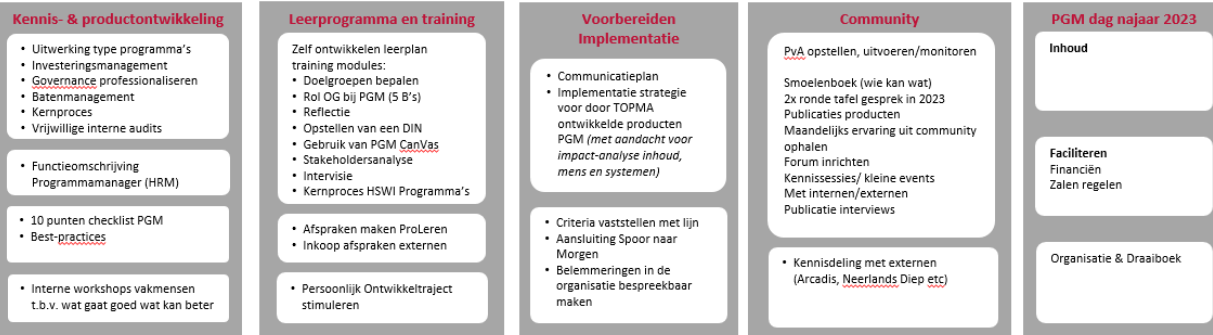 Kennis- & productontwikkeling
• Uitwerking type programma's
• Investeringsmanagement
• Governance professionaliseren
• Batenmanagement
• Kernproces
• Vrijwillige interne audits
• Functieomschrijving
Programmamanager (HRM)
• 10 punten checklist PGM
• Best-practices
• Interne workshops vakmensen
t.b.v. wat gaat goed wat kan beter
Leerprogramma en training
Zelf ontwikkelen leerplan
training modules:
• Doelgroepen bepalen
• Rol OG bij PGM (5 B's)
• Reflectie
• Opstellen van een DIN
• Gebruik van PGM CanVas
• Stakeholdersanalyse
• Intervisie
• Kernproces HSWI Programma's
• Afspraken maken ProLeren
• Inkoop afspraken externen
• Persoonlijk Ontwikkeltraject
stimuleren
Voorbereiden
Implementatie
• Communicatieplan
• Implementatie strategie
voor door TOPMA
ontwikkelde producten
PGM (met aandacht voor
impact-analyse inhoud,
mens en systemen)
• Criteria vaststellen met lijn
• Aansluiting Spoor naar
Morgen
• Belemmeringen in de
organisatie bespreekbaar
maken
Community
PvA opstellen, uitvoeren/monitoren
Smoelenboek (wie kan wat)
2x ronde tafel gesprek in 2023
Publicaties producten
Maandelijks ervaring uit community
ophalen
Forum inrichten
Kennissessies/ kleine events
Met internen/externen
Publicatie interviews
• Kennisdeling met externen
(Arcadis, Neerlands Diep etc)
PGM dag najaar 2023
Inhoud
Faciliteren
Financiën
Zalen regelen
Organisatie & Draaiboek